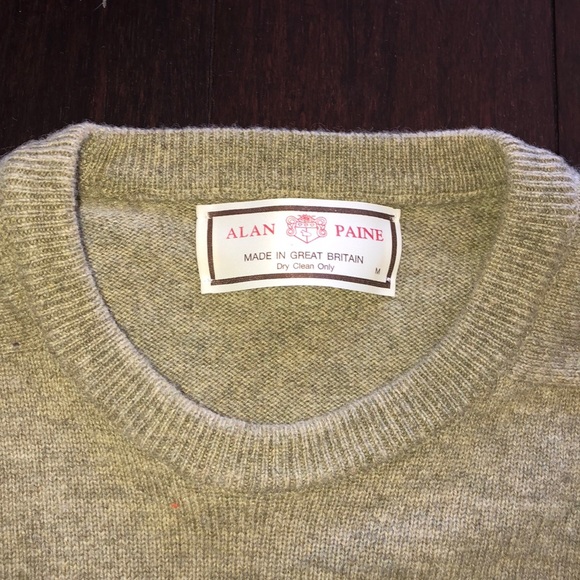 ALAN PAINE
MADE IN GREAT BRITAIN
Dry Clean Only
M